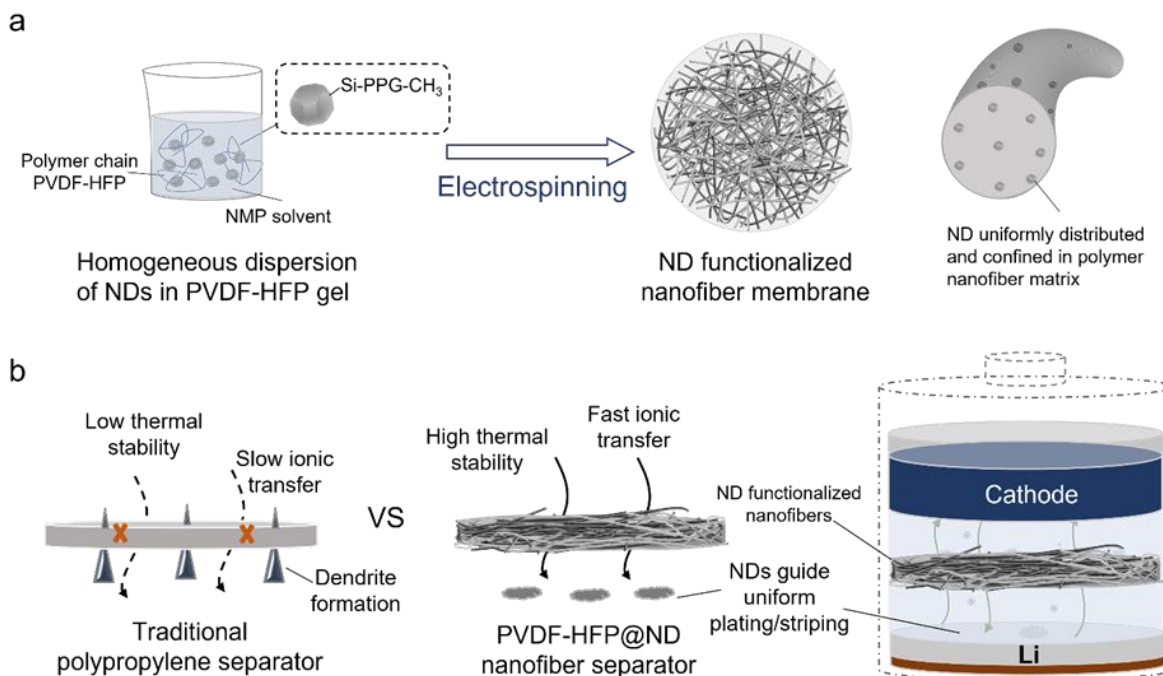 a
Si-PPG-CH3
Polymer chain
PVDF-HFP
NMP solvent
Homogeneous dispersion
of NDs in PVDF-HFP gel
Electrospinning
ND functionalized
nanofiber membrane
ND uniformly distributed
and confined in polymer
nanofiber matrix
b
Low thermal
stability
Slow ionic
transfer
Dendrite
formation
Traditional
polypropylene separator
VS
High thermal
stability
Fast ionic
transfer
NDs guide
uniform
plating/striping
PVDF-HFP@ND
nanofiber separator
ND functionalized
nanofibers
Cathode
Li